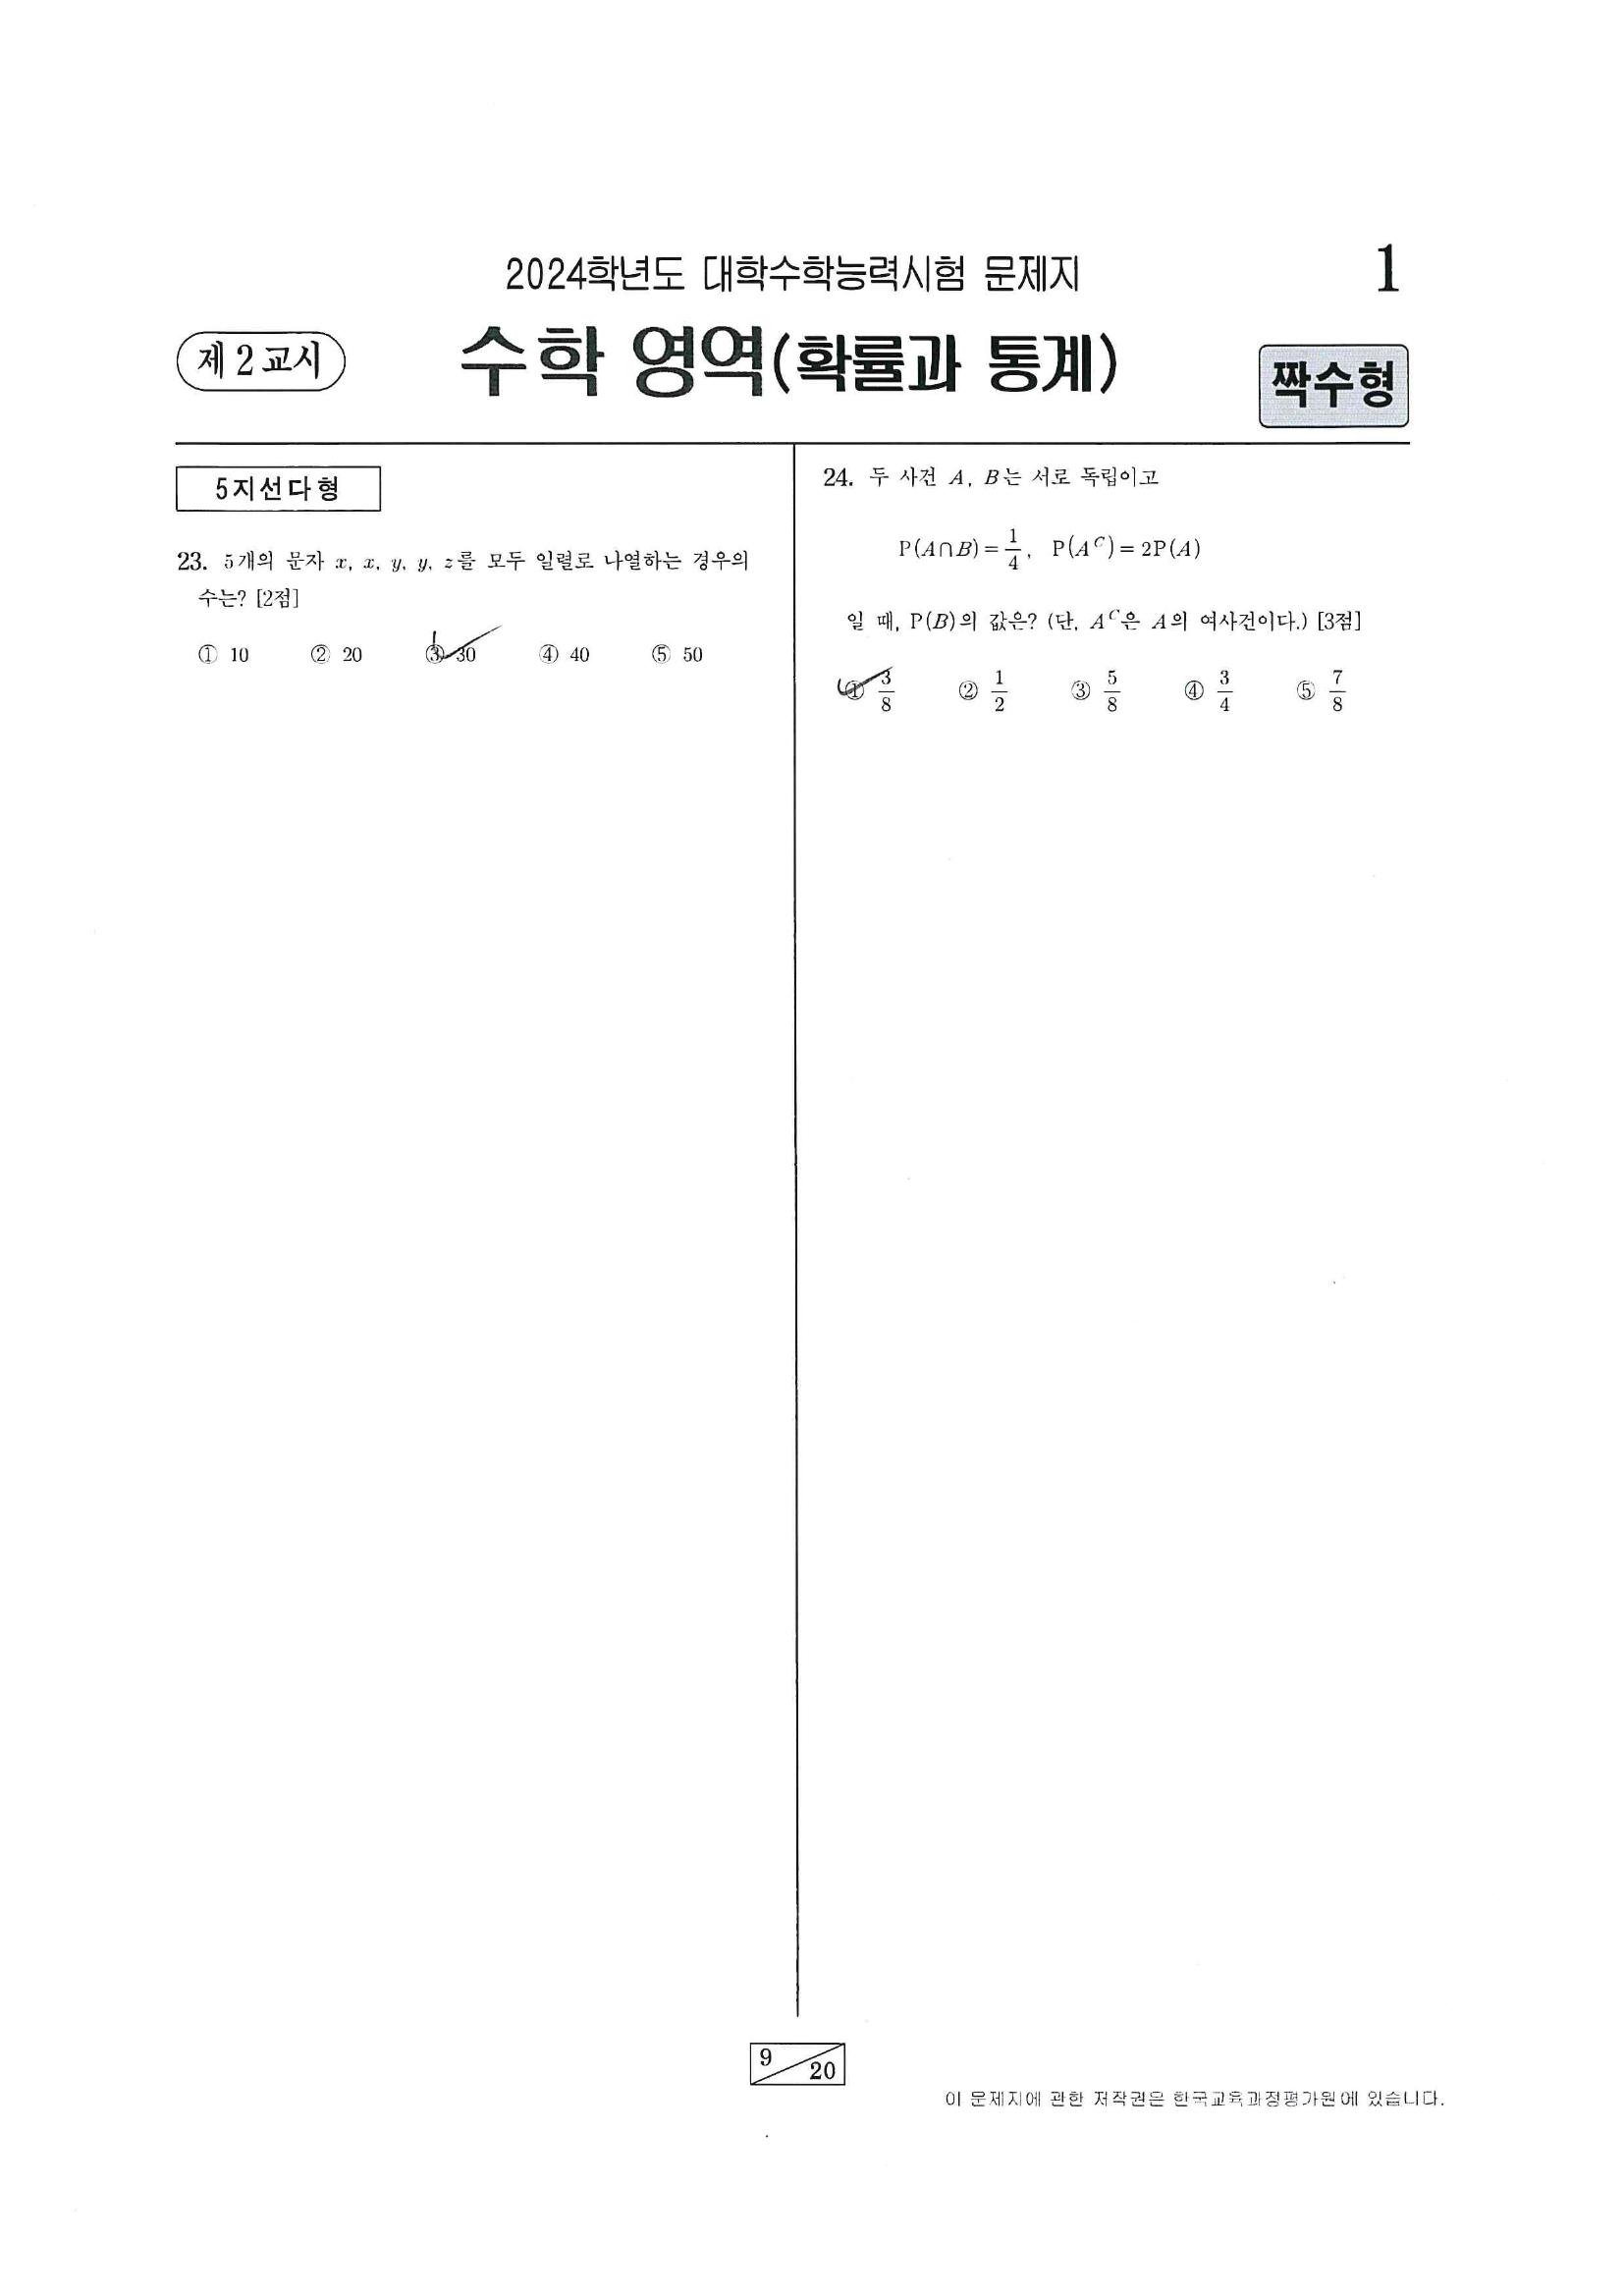 2024학년도 대학수학능력시험 문제지
1
제 2 교시
수학 영역(확률과 통계)
짝수형
5지선다형
23. 5개의 문자 x, x, y, y, z를 모두 일렬로 나열하는 경우의
수는? [2점]
① 10 ② 20 ③ 30 ④ 40 ⑤ 50
24. 두 사건 A, B는 서로 독립이고
P(A∩B) = 1/4, P(A^C) = 2P(A)
일 때, P(B)의 값은? (단, A^C은 A의 여사건이다.) [3점]
① 3/8 ② 1/2 ③ 5/8 ④ 3/4 ⑤ 7/8
9
20
이 문제지에 관한 저작권은 한국교육과정평가원에 있습니다.